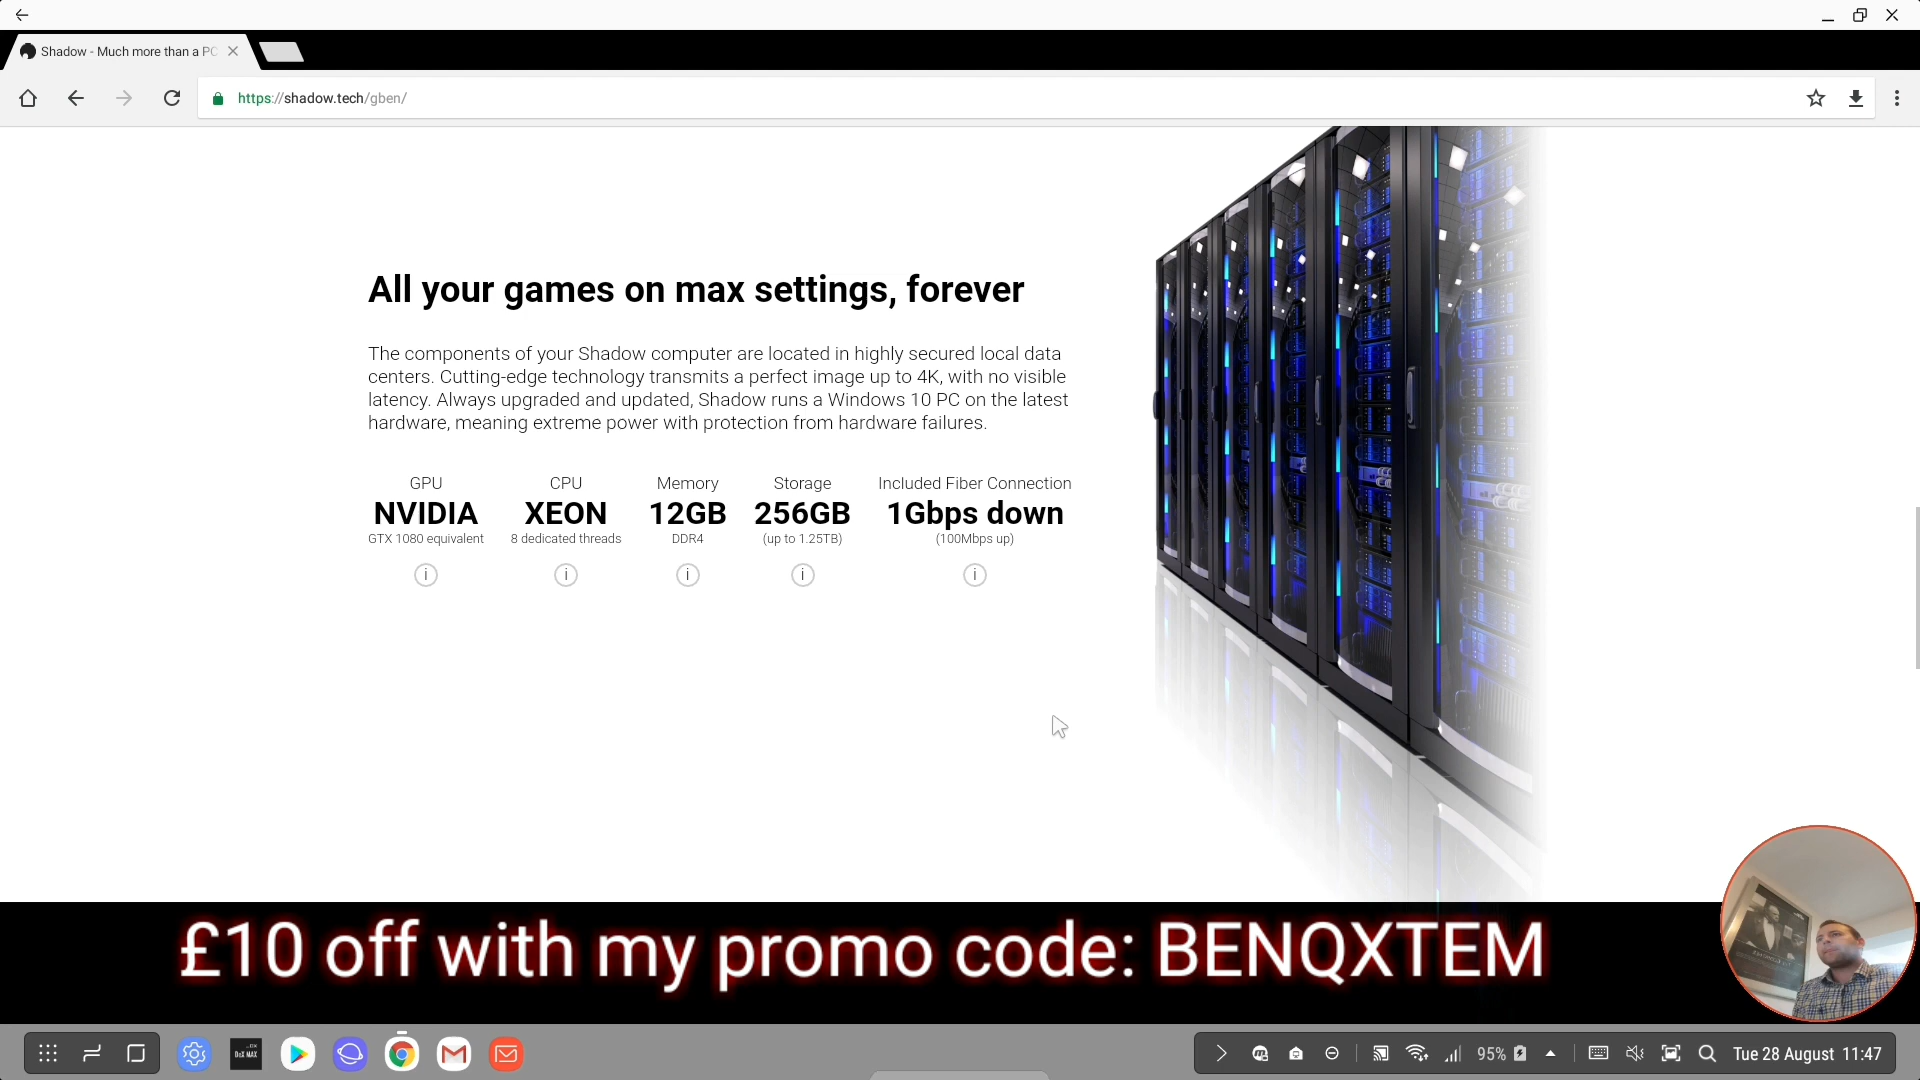 Shadow - Much more than a PC
https://shadow.tech/gben/
All your games on max settings, forever
The components of your Shadow computer are located in highly secured local data
centers. Cutting-edge technology transmits a perfect image up to 4K, with no visible
latency. Always upgraded and updated, Shadow runs a Windows 10 PC on the latest
hardware, meaning extreme power with protection from hardware failures.
GPU CPU Memory Storage Included Fiber Connection
NVIDIA XEON 12GB 256GB 1Gbps down
GTX 1080 equivalent 8 dedicated threads DDR4 (up to 1.25TB) (100Mbps up)
i i i i i
£10 off with my promo code: BENQXTEM
DeX MAX
95% Tue 28 August 11:47